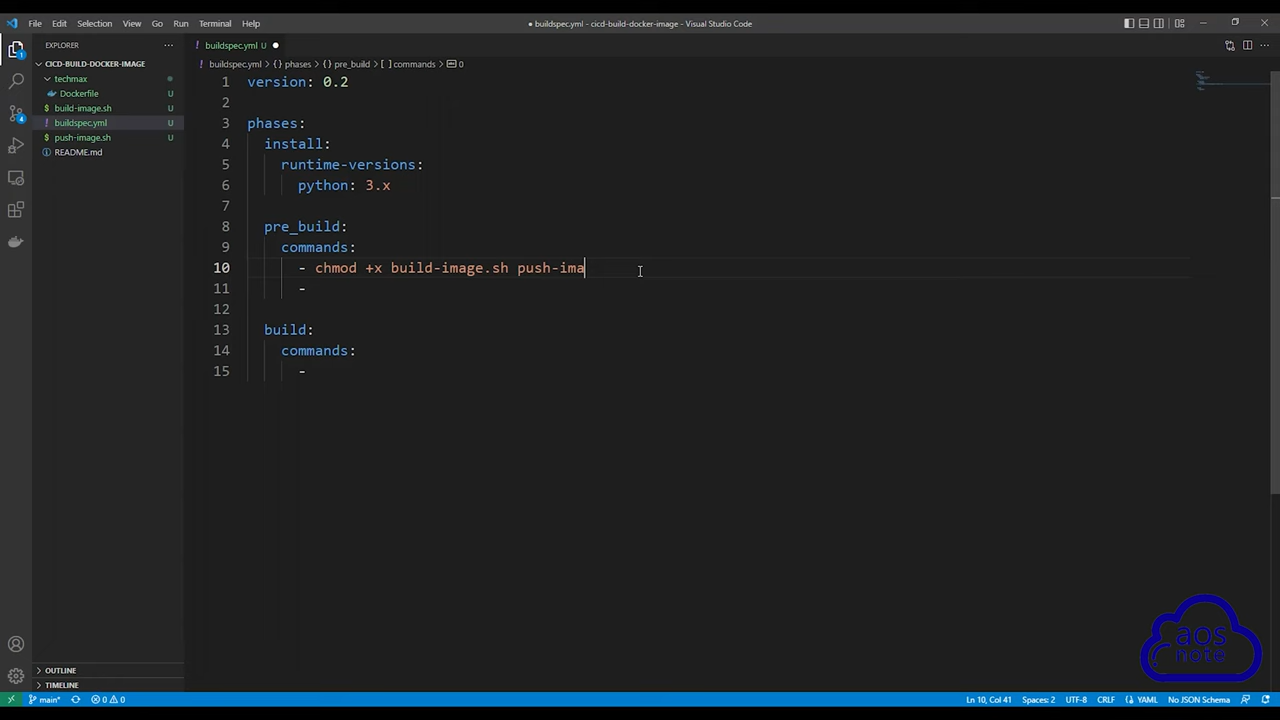 File Edit Selection View Go Run Terminal Help
● buildspec.yml - cicd-build-docker-image - Visual Studio Code
EXPLORER ···
CICD-BUILD-DOCKER-IMAGE
techmax
Dockerfile U
$ build-image.sh U
! buildspec.yml U
$ push-image.sh U
README.md
OUTLINE
TIMELINE
1
4
! buildspec.yml U ●
! buildspec.yml > {} phases > {} pre_build > [ ] commands > 0
1 version: 0.2
2
3 phases:
4 install:
5 runtime-versions:
6 python: 3.x
7
8 pre_build:
9 commands:
10 - chmod +x build-image.sh push-ima
11 -
12
13 build:
14 commands:
15 -
aos
note
main* 0 0 Ln 10, Col 41 Spaces: 2 UTF-8 CRLF YAML No JSON Schema